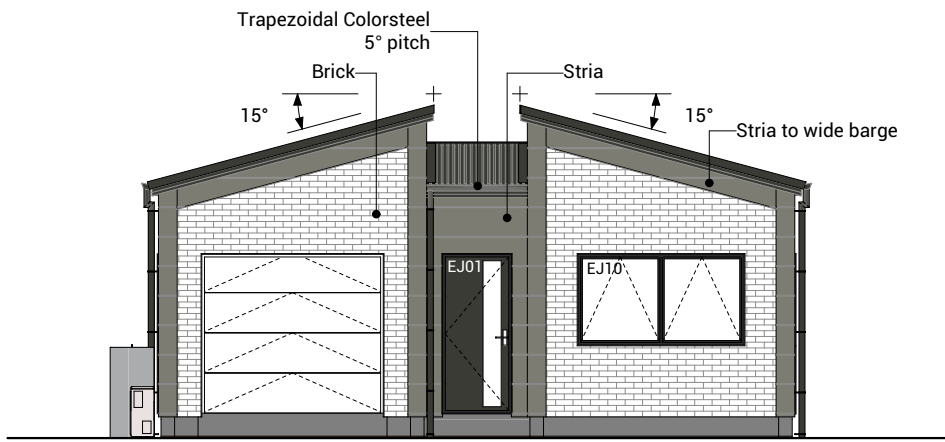 Trapezoidal Colorsteel
5° pitch
Brick
Stria
15°
15°
Stria to wide barge
EJ01
EJ10